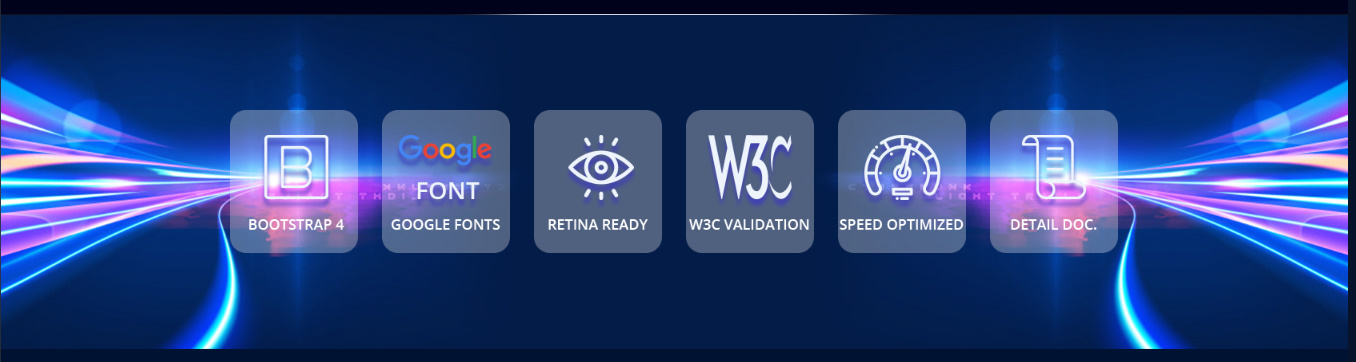 B
BOOTSTRAP 4
Google
FONT
GOOGLE FONTS
RETINA READY
W3C
W3C VALIDATION
SPEED OPTIMIZED
DETAIL DOC.